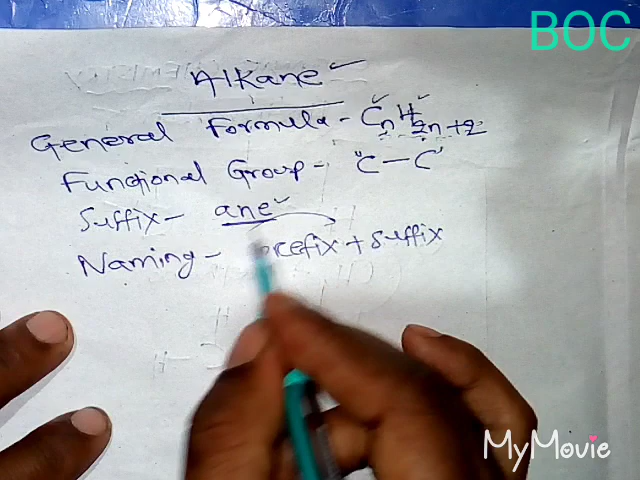 BOC
Alkane
General Formula - CnH2n+2
Functional Group - C - C
Suffix - ane
Naming - prefix + suffix
MyMovie